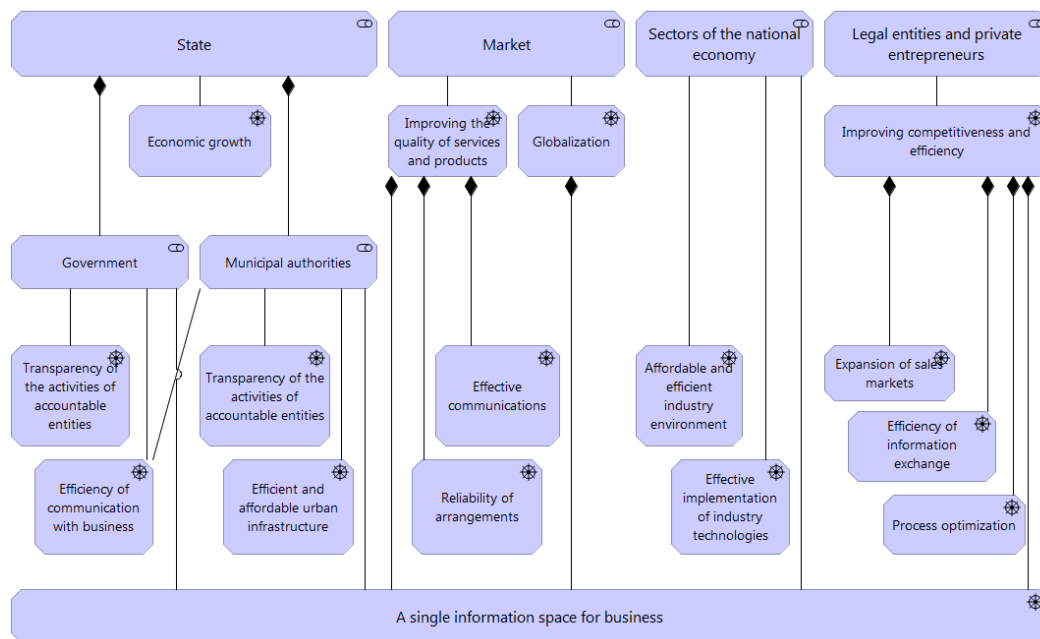 State
Market
Sectors of the national
economy
Legal entities and private
entrepreneurs
Economic growth
Improving the
quality of services
and products
Globalization
Improving competitiveness and
efficiency
Government
Municipal authorities
Transparency of
the activities of
accountable
entities
Transparency of the
activities of
accountable entities
Effective
communications
Affordable and
efficient
industry
environment
Expansion of sales
markets
Efficiency of
information
exchange
Efficiency of
communication
with business
Efficient and
affordable urban
infrastructure
Reliability of
arrangements
Effective
implementation
of industry
technologies
Process optimization
A single information space for business